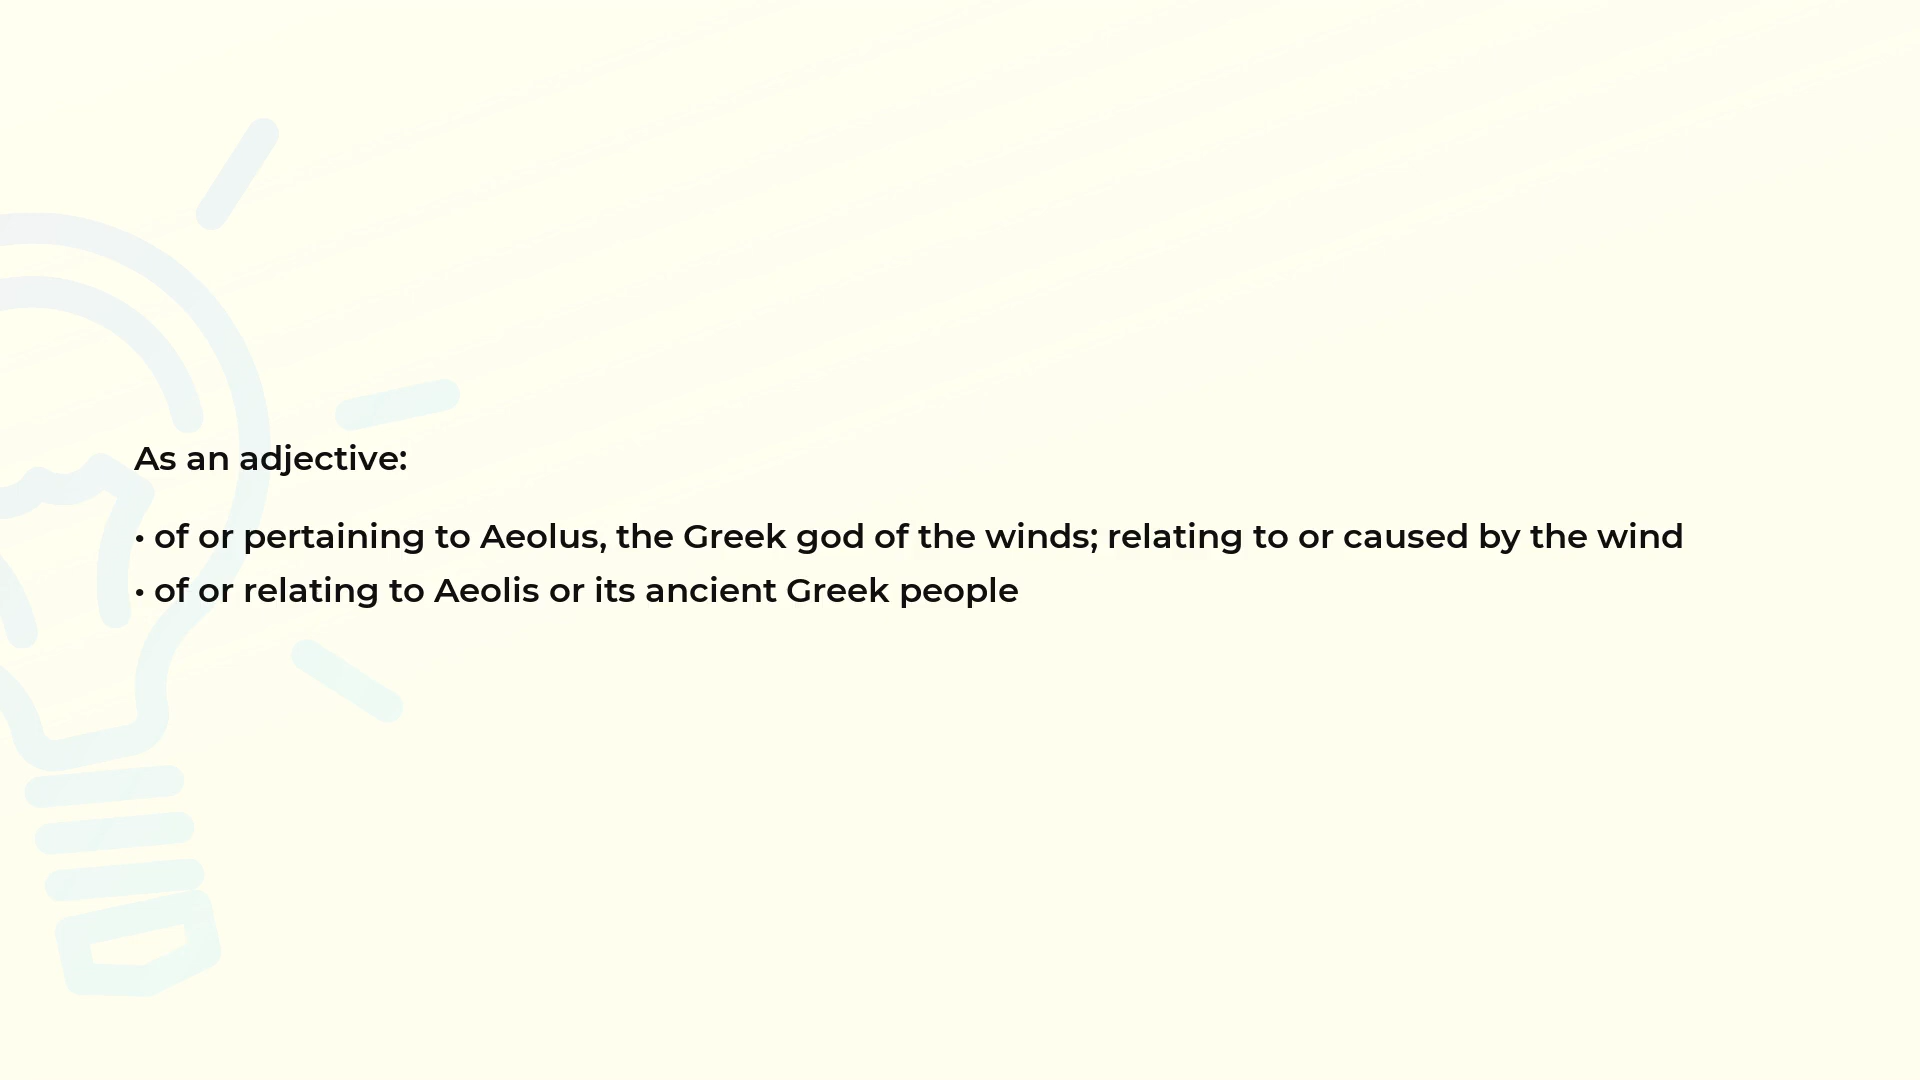 As an adjective:
• of or pertaining to Aeolus, the Greek god of the winds; relating to or caused by the wind
• of or relating to Aeolis or its ancient Greek people